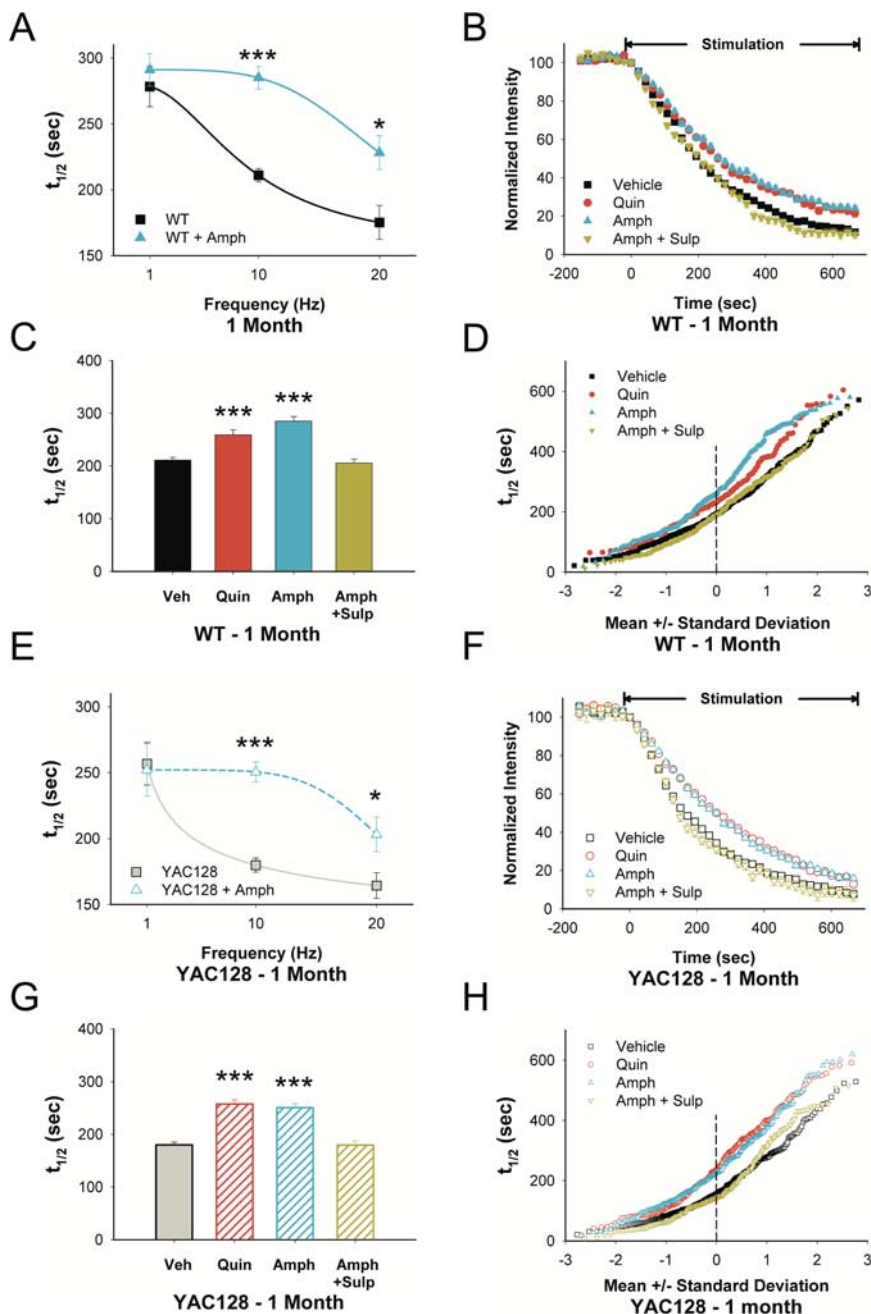 A
300
250
200
150
t1/2 (sec)
***
*
WT
WT + Amph
1
10
20
Frequency (Hz)
1 Month
B
Stimulation
100
80
60
40
20
0
Normalized Intensity
Vehicle
Quin
Amph
Amph + Sulp
-200
0
200
400
600
Time (sec)
WT - 1 Month
C
400
300
200
100
0
t1/2 (sec)
***
***
Veh
Quin
Amph
Amph
+Sulp
WT - 1 Month
D
Vehicle
Quin
Amph
Amph + Sulp
600
400
200
0
t1/2 (sec)
-3
-2
-1
0
1
2
3
Mean +/- Standard Deviation
WT - 1 Month
E
300
250
200
150
t1/2 (sec)
***
*
YAC128
YAC128 + Amph
1
10
20
Frequency (Hz)
YAC128 - 1 Month
F
Stimulation
100
80
60
40
20
0
Normalized Intensity
Vehicle
Quin
Amph
Amph + Sulp
-200
0
200
400
600
Time (sec)
YAC128 - 1 Month
G
400
300
200
100
0
t1/2 (sec)
***
***
Veh
Quin
Amph
Amph
+Sulp
YAC128 - 1 Month
H
Vehicle
Quin
Amph
Amph + Sulp
600
400
200
0
t1/2 (sec)
-3
-2
-1
0
1
2
3
Mean +/- Standard Deviation
YAC128 - 1 month